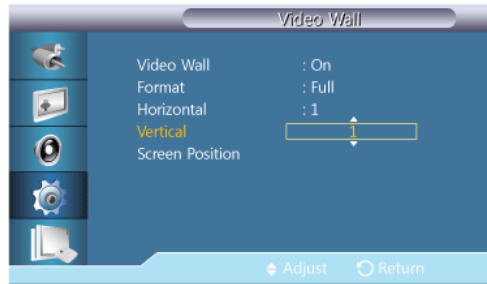 Video Wall
Video Wall : On
Format : Full
Horizontal : 1
Vertical 1
Screen Position
Adjust Return